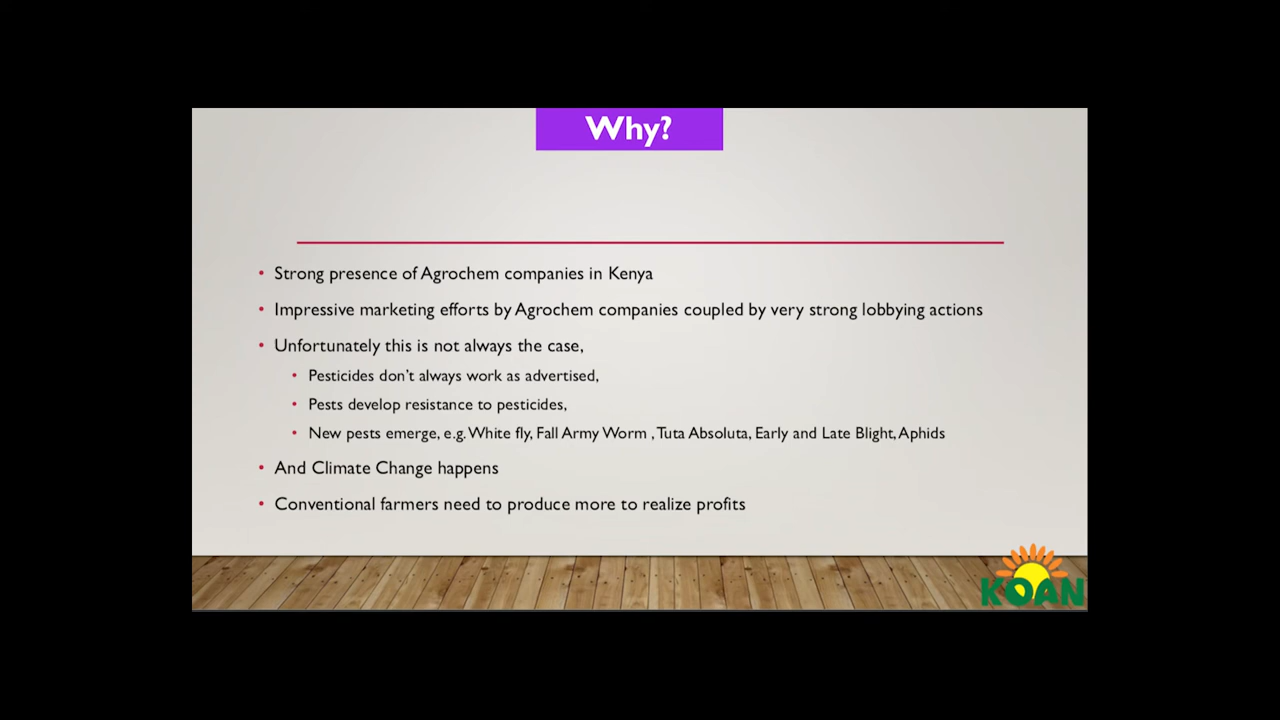 Why?
• Strong presence of Agrochem companies in Kenya
• Impressive marketing efforts by Agrochem companies coupled by very strong lobbying actions
• Unfortunately this is not always the case,
• Pesticides don't always work as advertised,
• Pests develop resistance to pesticides,
• New pests emerge, e.g. White fly, Fall Army Worm , Tuta Absoluta, Early and Late Blight, Aphids
• And Climate Change happens
• Conventional farmers need to produce more to realize profits
KOAN